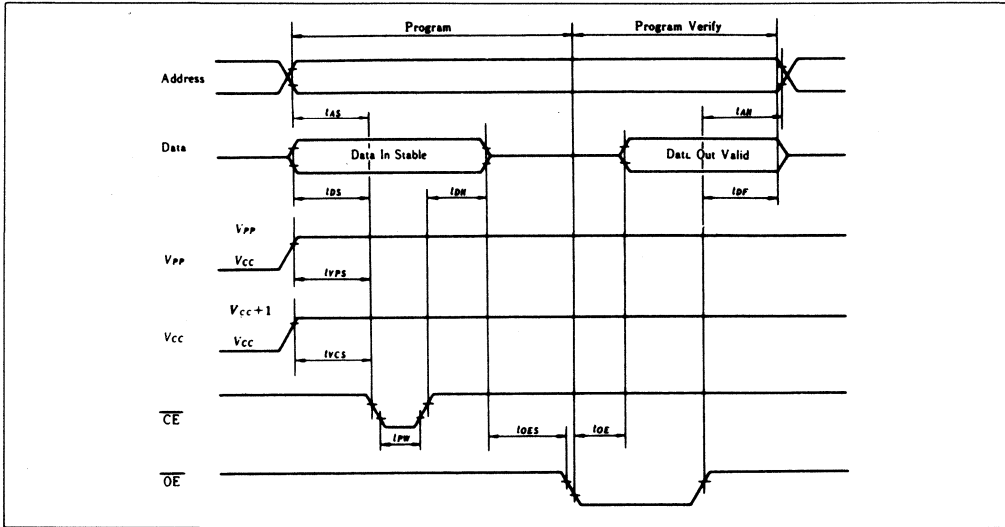 Program
Program Verify
Address
tAS
tAH
Data
Data In Stable
Data Out Valid
tDS
tDH
tDF
VPP
VPP
VCC
tVPS
VCC+1
VCC
VCC
tVCS
CE
tPW
tOES
tOE
OE